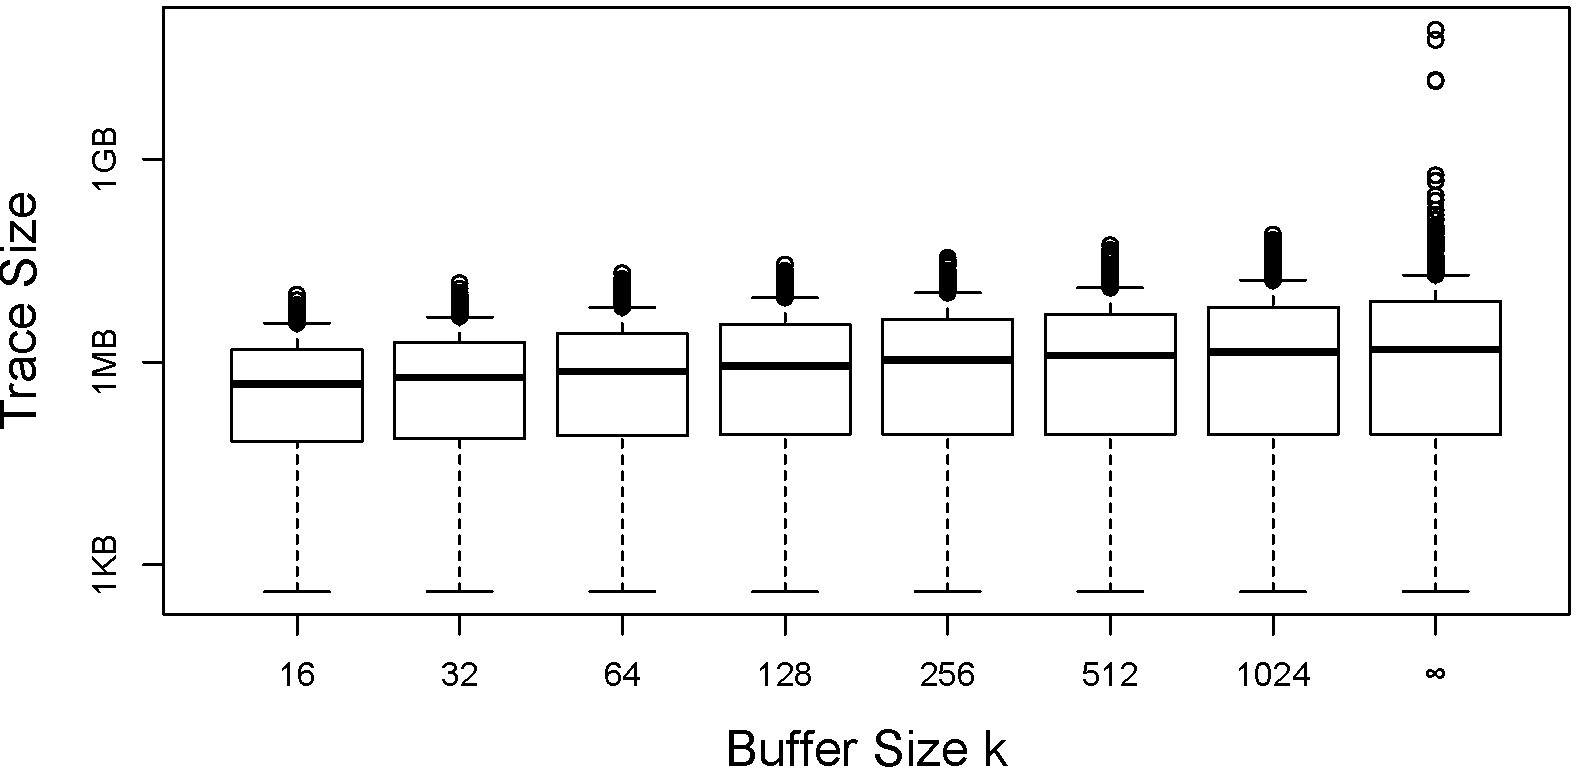 Trace Size
1GB
1MB
1KB
16 32 64 128 256 512 1024 ∞
Buffer Size k